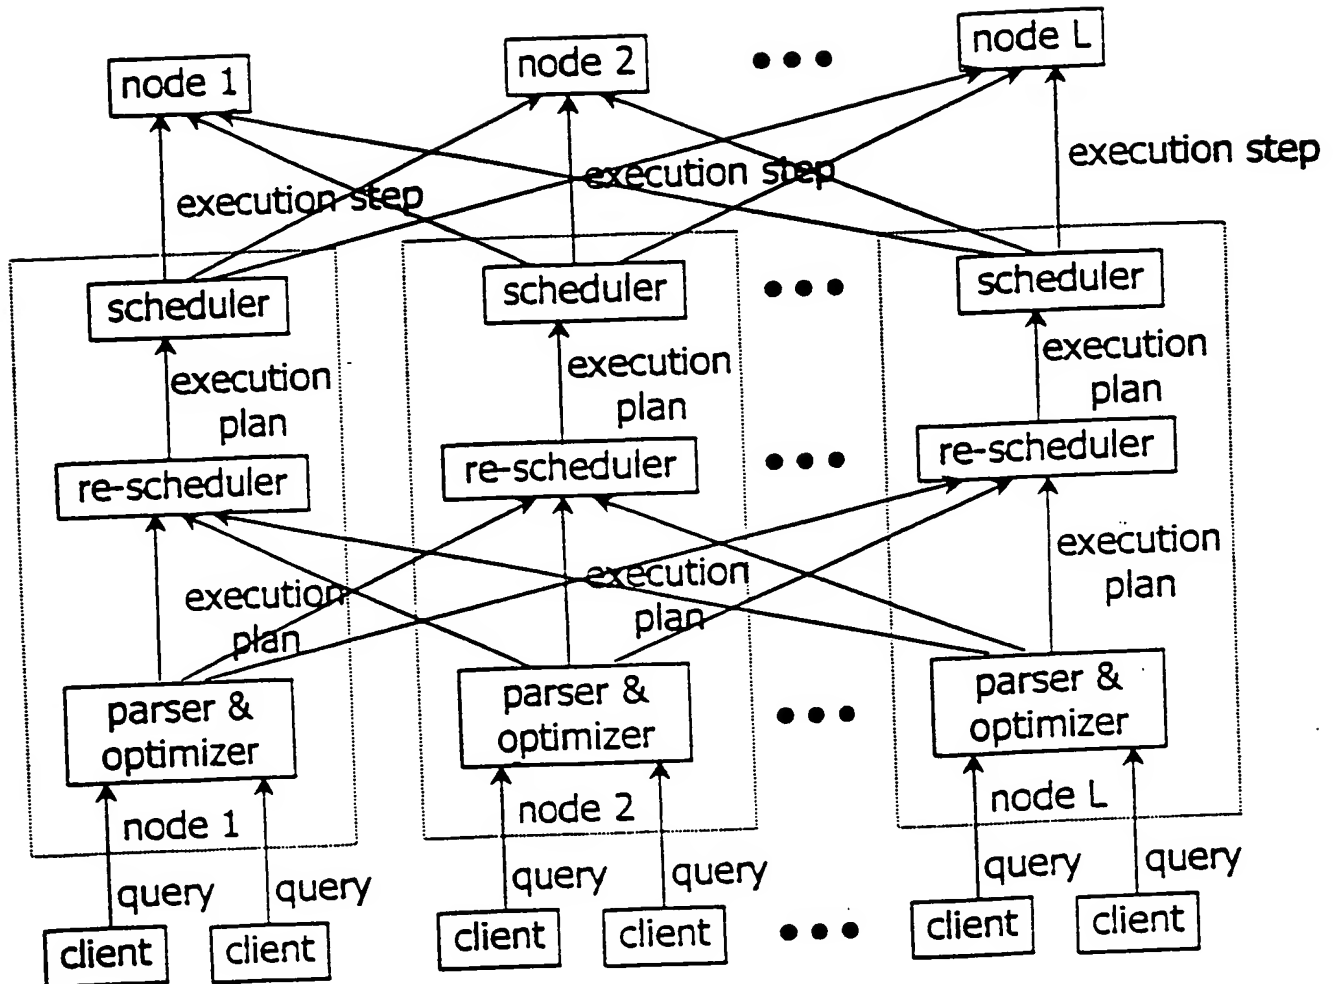 node 1
node 2
node L
execution step
execution step
execution step
scheduler
scheduler
scheduler
execution
plan
execution
plan
execution
plan
re-scheduler
re-scheduler
re-scheduler
execution
plan
execution
plan
execution
plan
parser &
optimizer
parser &
optimizer
parser &
optimizer
node 1
node 2
node L
query
query
query
query
query
query
client
client
client
client
client
client